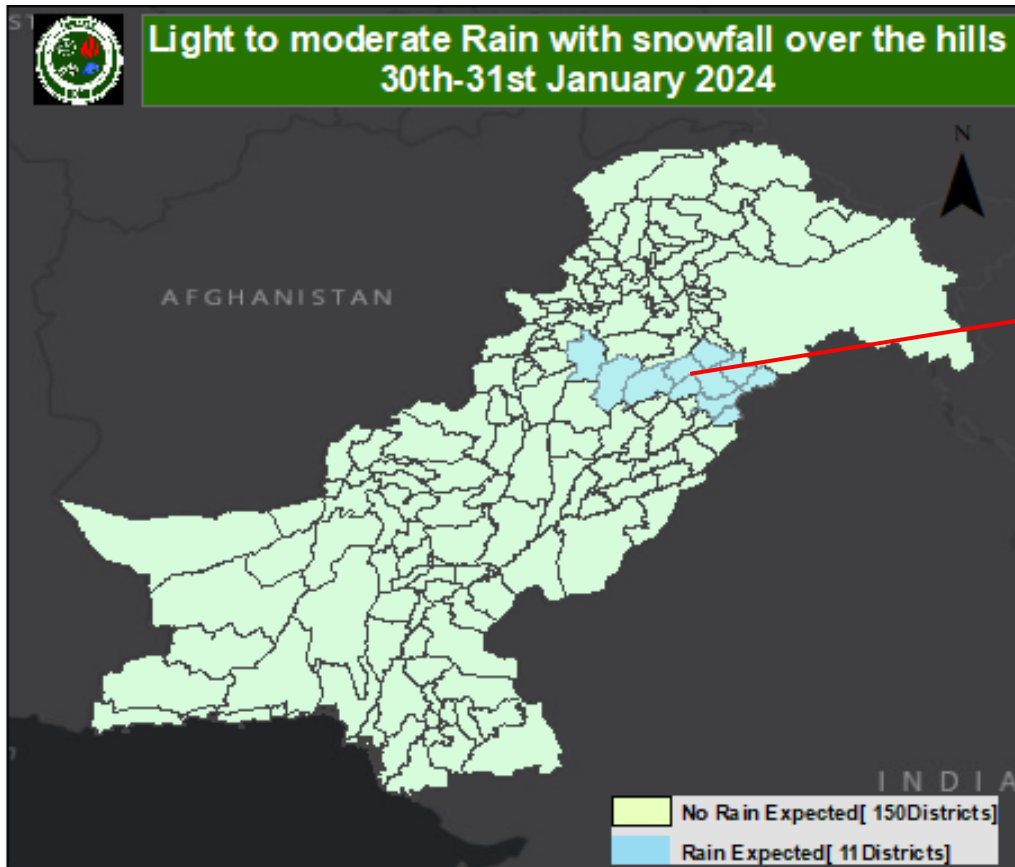 Light to moderate Rain with snowfall over the hills
30th-31st January 2024
N
AFGHANISTAN
INDIA
No Rain Expected[ 150Districts]
Rain Expected[ 11Districts]